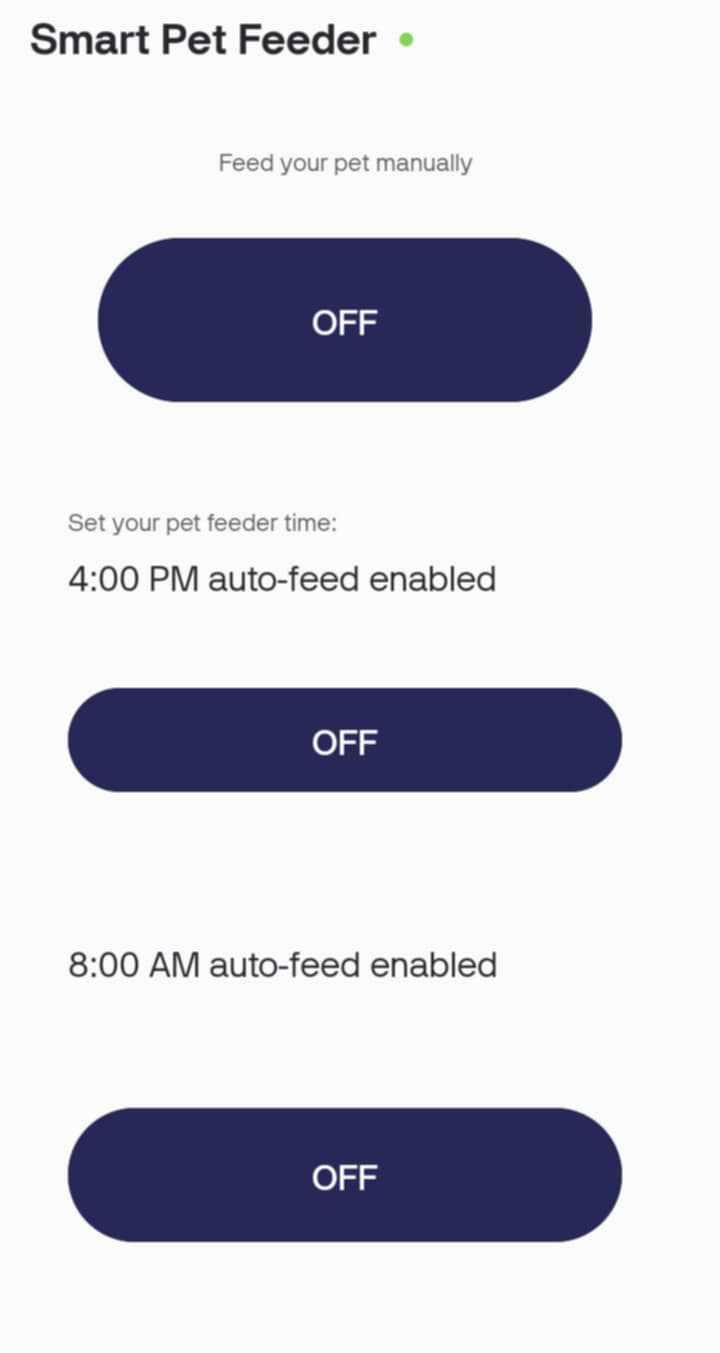 Smart Pet Feeder
Feed your pet manually
OFF
Set your pet feeder time:
4:00 PM auto-feed enabled
OFF
8:00 AM auto-feed enabled
OFF